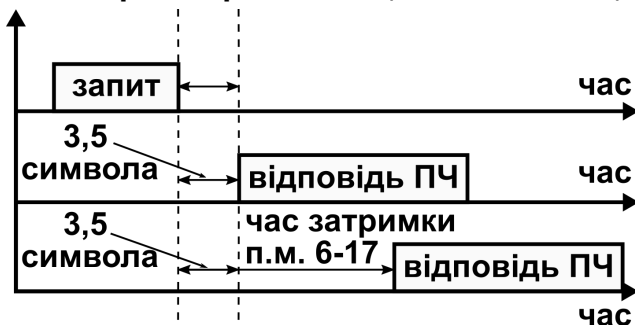 запит
час
3,5
символа
відповідь ПЧ
час
3,5
символа
час затримки
п.м. 6-17
відповідь ПЧ
час